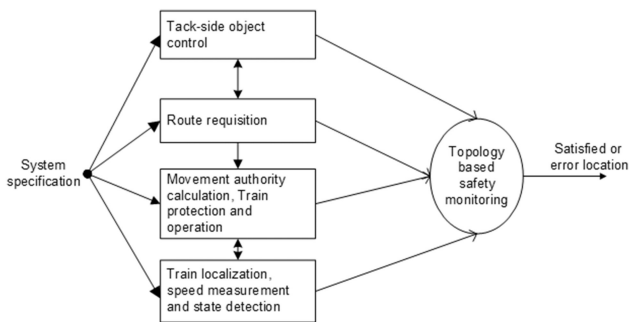 Tack-side object
control
Route requisition
System
specification
Movement authority
calculation, Train
protection and
operation
Train localization,
speed measurement
and state detection
Topology
based
safety
monitoring
Satisfied or
error location